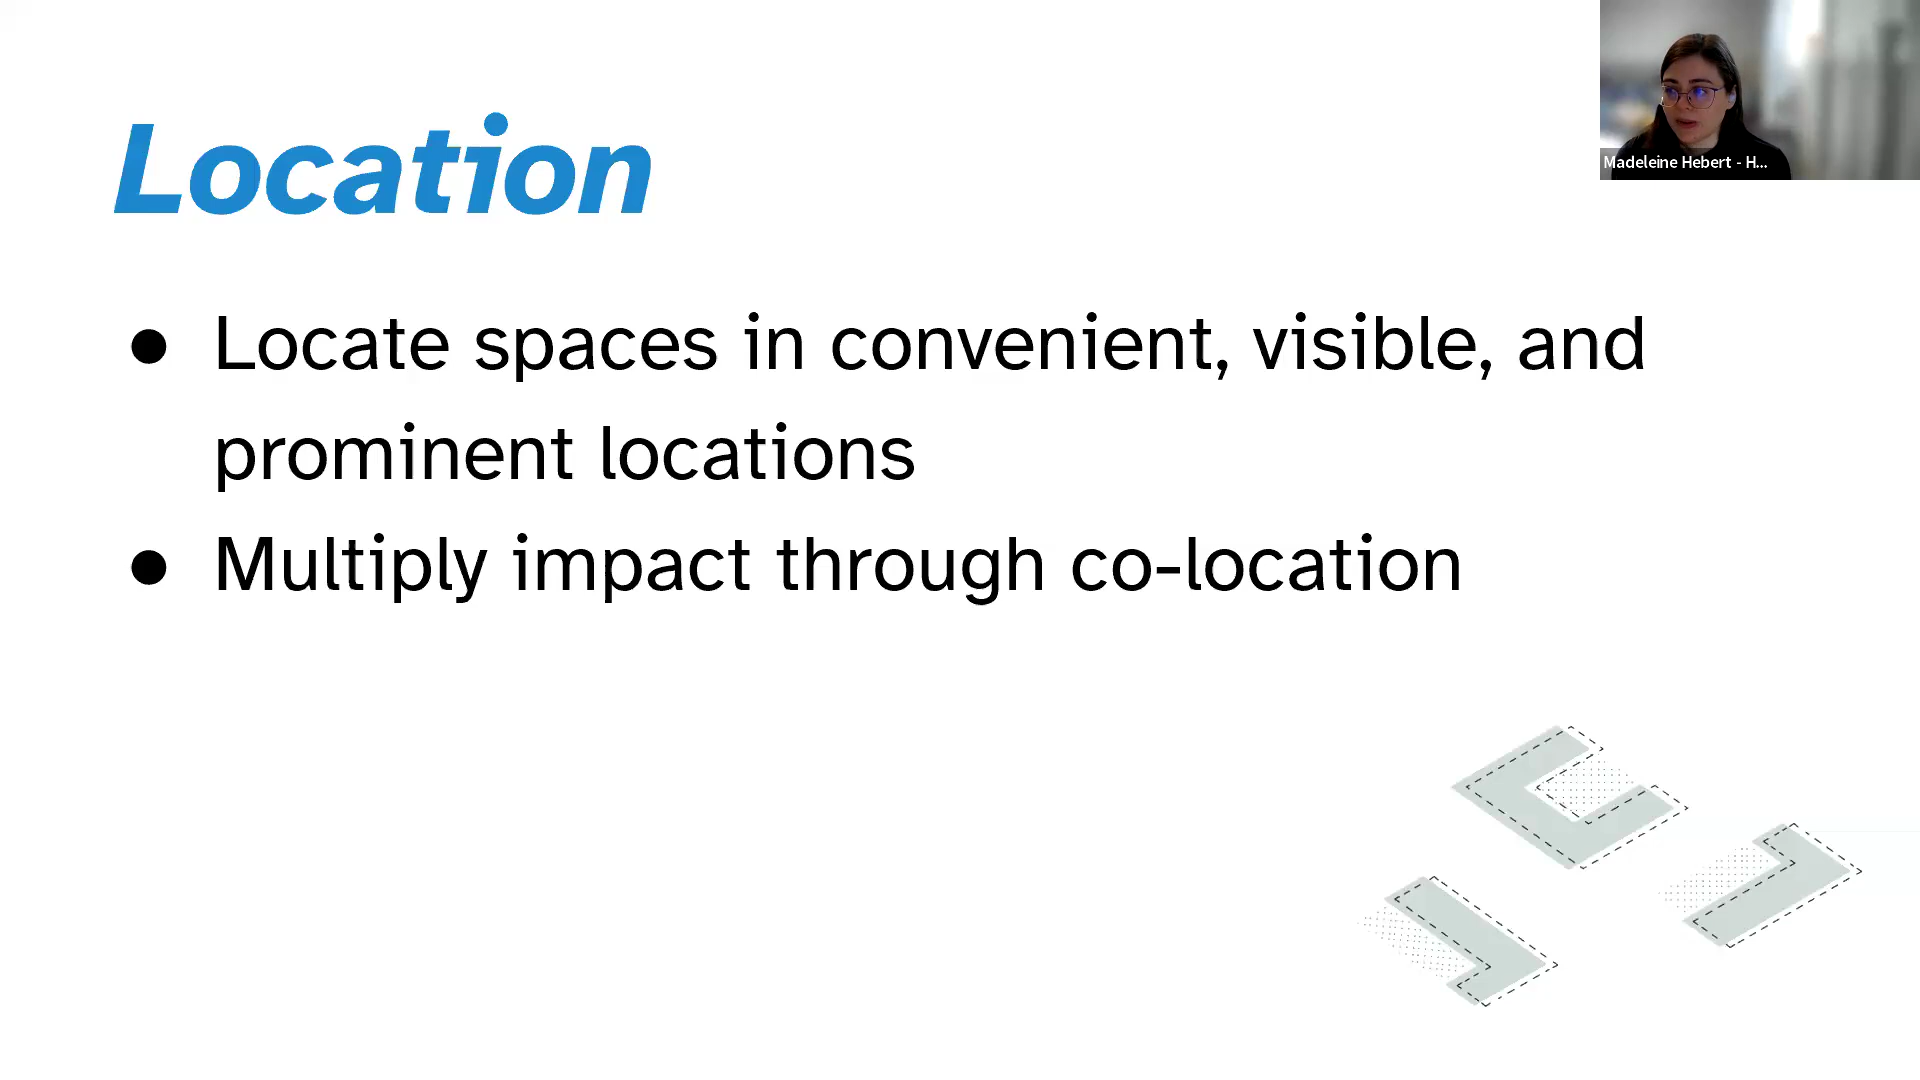 Location
● Locate spaces in convenient, visible, and
prominent locations
● Multiply impact through co-location
Madeleine Hebert - H...